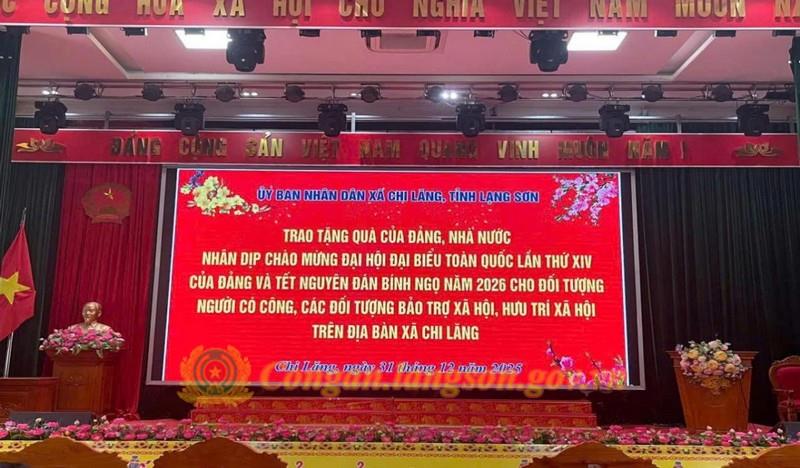 CỘNG HÒA XÃ HỘI CHỦ NGHĨA VIỆT NAM MUÔN NĂM
ĐẢNG CỘNG SẢN VIỆT NAM QUANG VINH MUÔN NĂM !
ỦY BAN NHÂN DÂN XÃ CHI LĂNG, TỈNH LẠNG SƠN
TRAO TẶNG QUÀ CỦA ĐẢNG, NHÀ NƯỚC
NHÂN DỊP CHÀO MỪNG ĐẠI HỘI ĐẠI BIỂU TOÀN QUỐC LẦN THỨ XIV
CỦA ĐẢNG VÀ TẾT NGUYÊN ĐÁN BÍNH NGỌ NĂM 2026 CHO ĐỐI TƯỢNG
NGƯỜI CÓ CÔNG, CÁC ĐỐI TƯỢNG BẢO TRỢ XÃ HỘI, HƯU TRÍ XÃ HỘI
TRÊN ĐỊA BÀN XÃ CHI LĂNG
Chi Lăng, ngày 31 tháng 12 năm 2025
Congan.langson.gov.vn